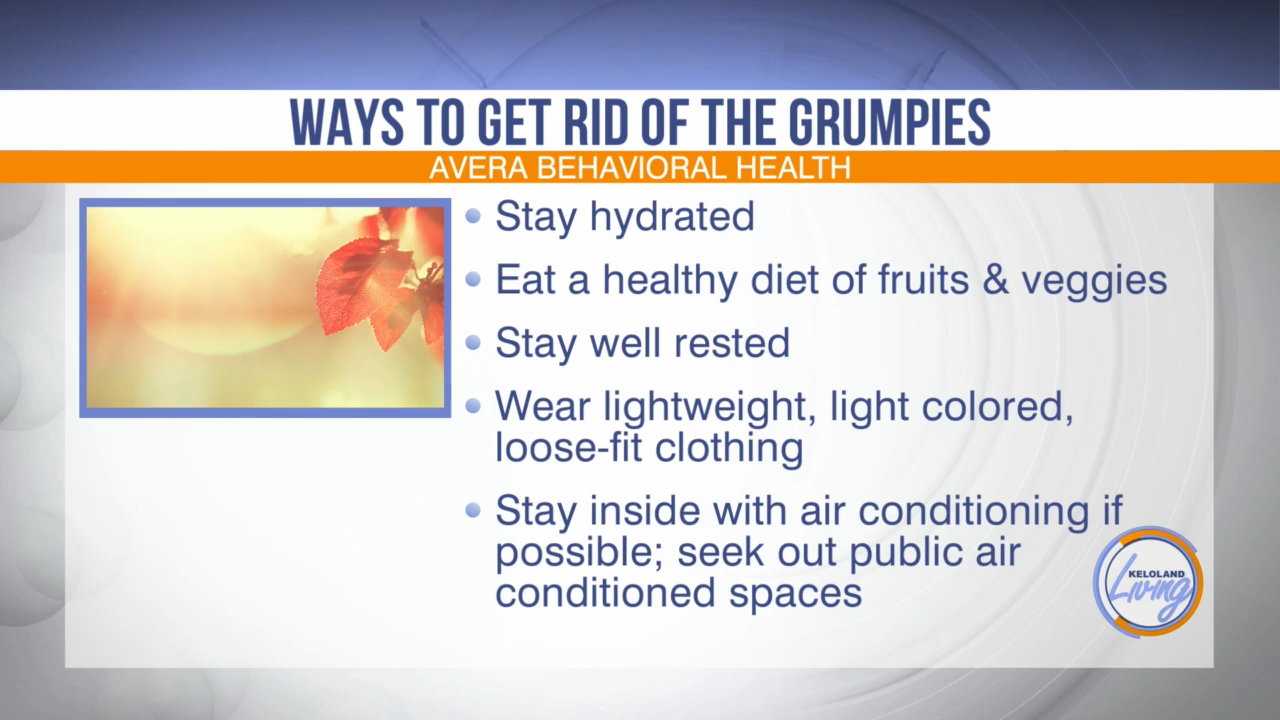 WAYS TO GET RID OF THE GRUMPIES
AVERA BEHAVIORAL HEALTH
• Stay hydrated
• Eat a healthy diet of fruits & veggies
• Stay well rested
• Wear lightweight, light colored,
loose-fit clothing
• Stay inside with air conditioning if
possible; seek out public air
conditioned spaces
KELOLAND
Living